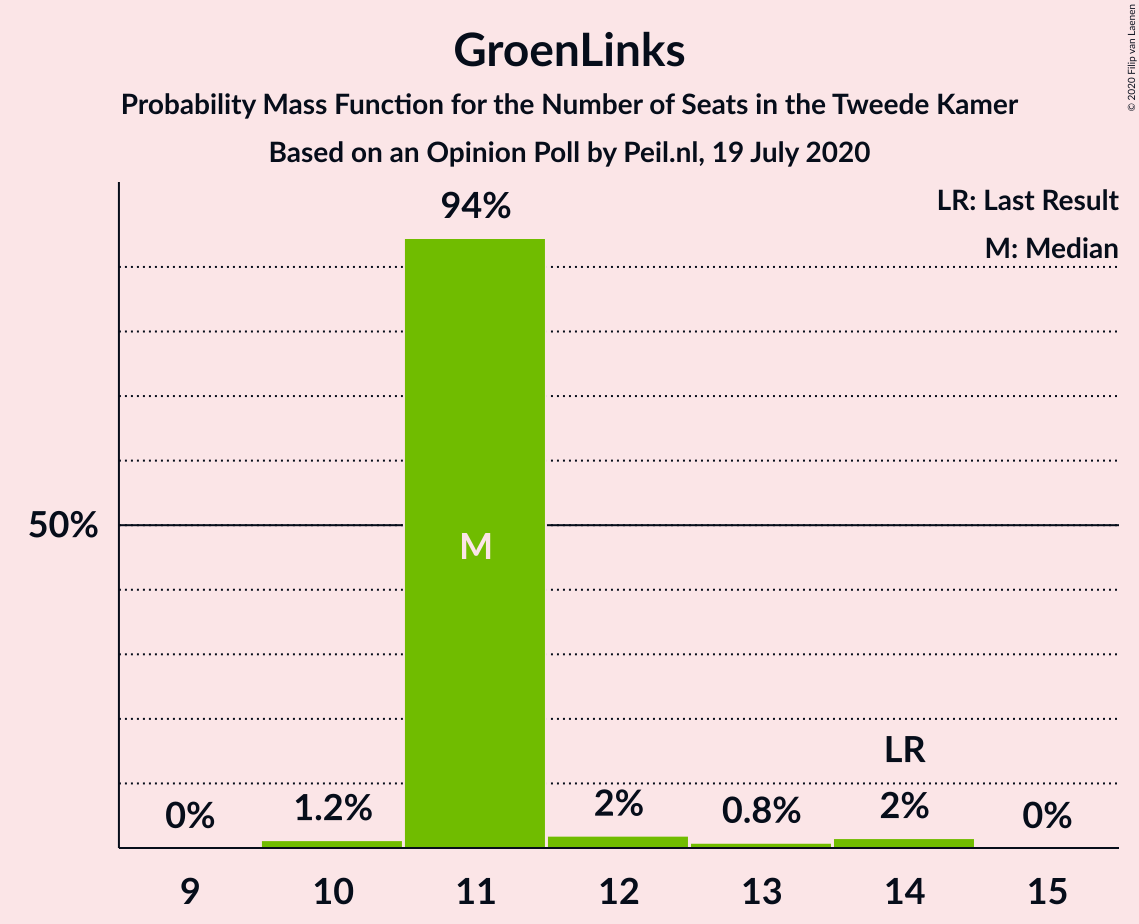 GroenLinks
Probability Mass Function for the Number of Seats in the Tweede Kamer
Based on an Opinion Poll by Peil.nl, 19 July 2020
© 2020 Filip van Laenen
LR: Last Result
M: Median
94%
50%
M
LR
0%
1.2%
2%
0.8%
2%
0%
9 10 11 12 13 14 15